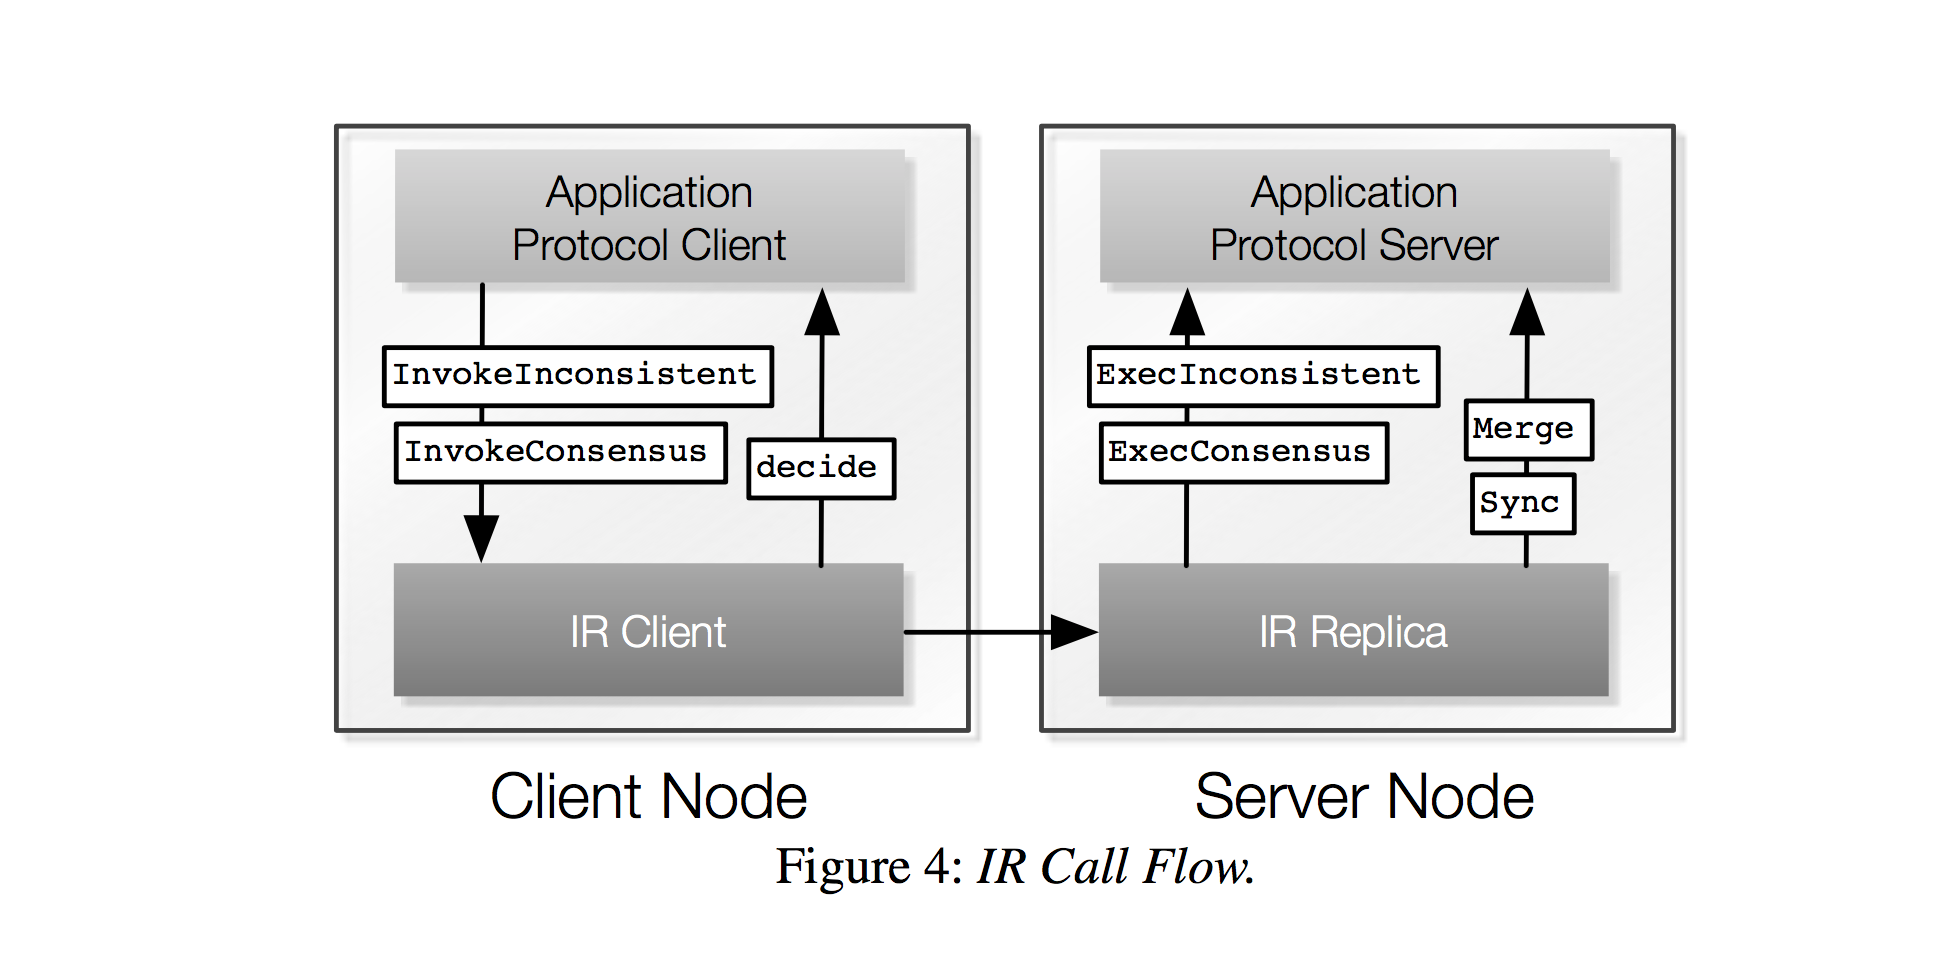 Application
Protocol Client
InvokeInconsistent
InvokeConsensus
decide
IR Client
Client Node
Application
Protocol Server
ExecInconsistent
ExecConsensus
Merge
Sync
IR Replica
Server Node
Figure 4: IR Call Flow.